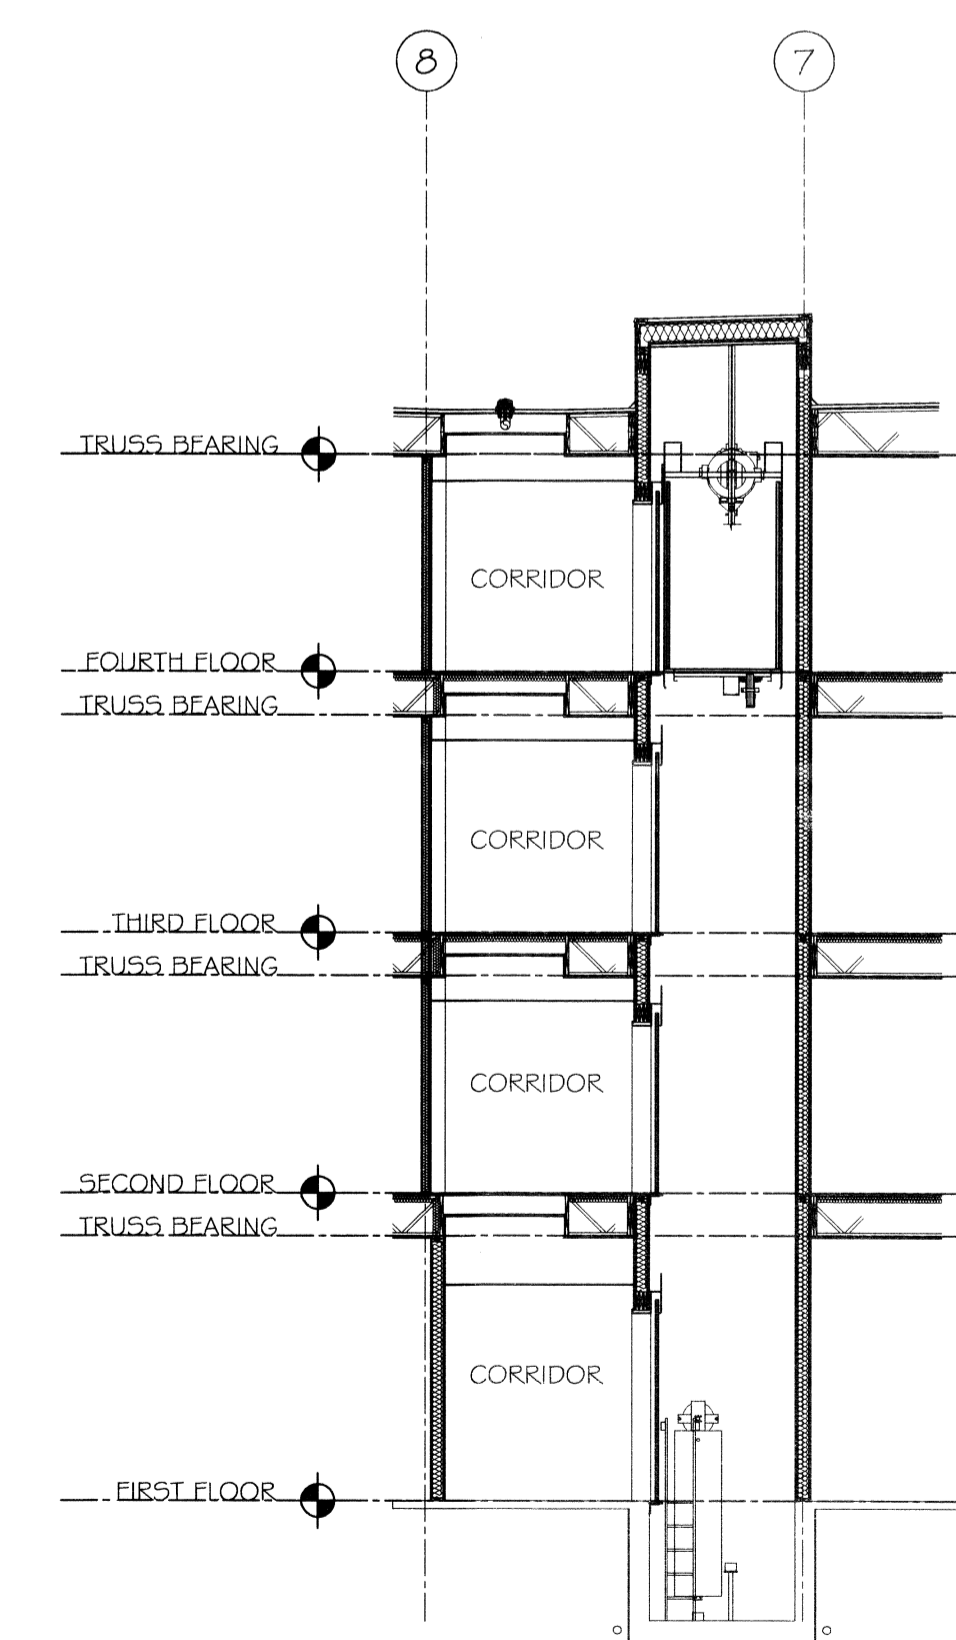 8 7
TRUSS BEARING
CORRIDOR
FOURTH FLOOR
TRUSS BEARING
CORRIDOR
THIRD FLOOR
TRUSS BEARING
CORRIDOR
SECOND FLOOR
TRUSS BEARING
CORRIDOR
FIRST FLOOR